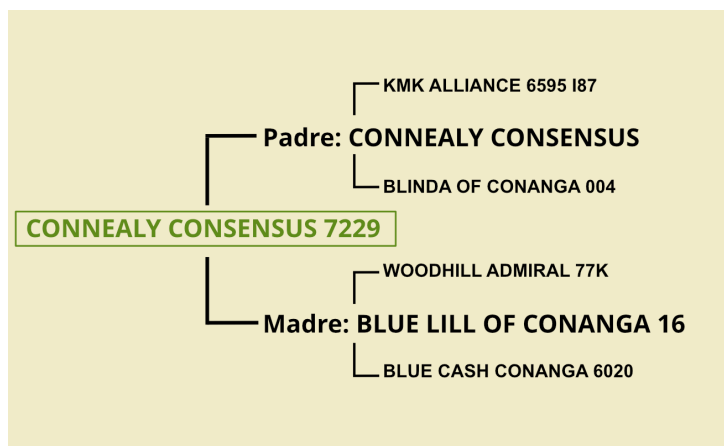 KMK ALLIANCE 6595 I87
Padre: CONNEALY CONSENSUS
BLINDA OF CONANGA 004
CONNEALY CONSENSUS 7229
WOODHILL ADMIRAL 77K
Madre: BLUE LILL OF CONANGA 16
BLUE CASH CONANGA 6020